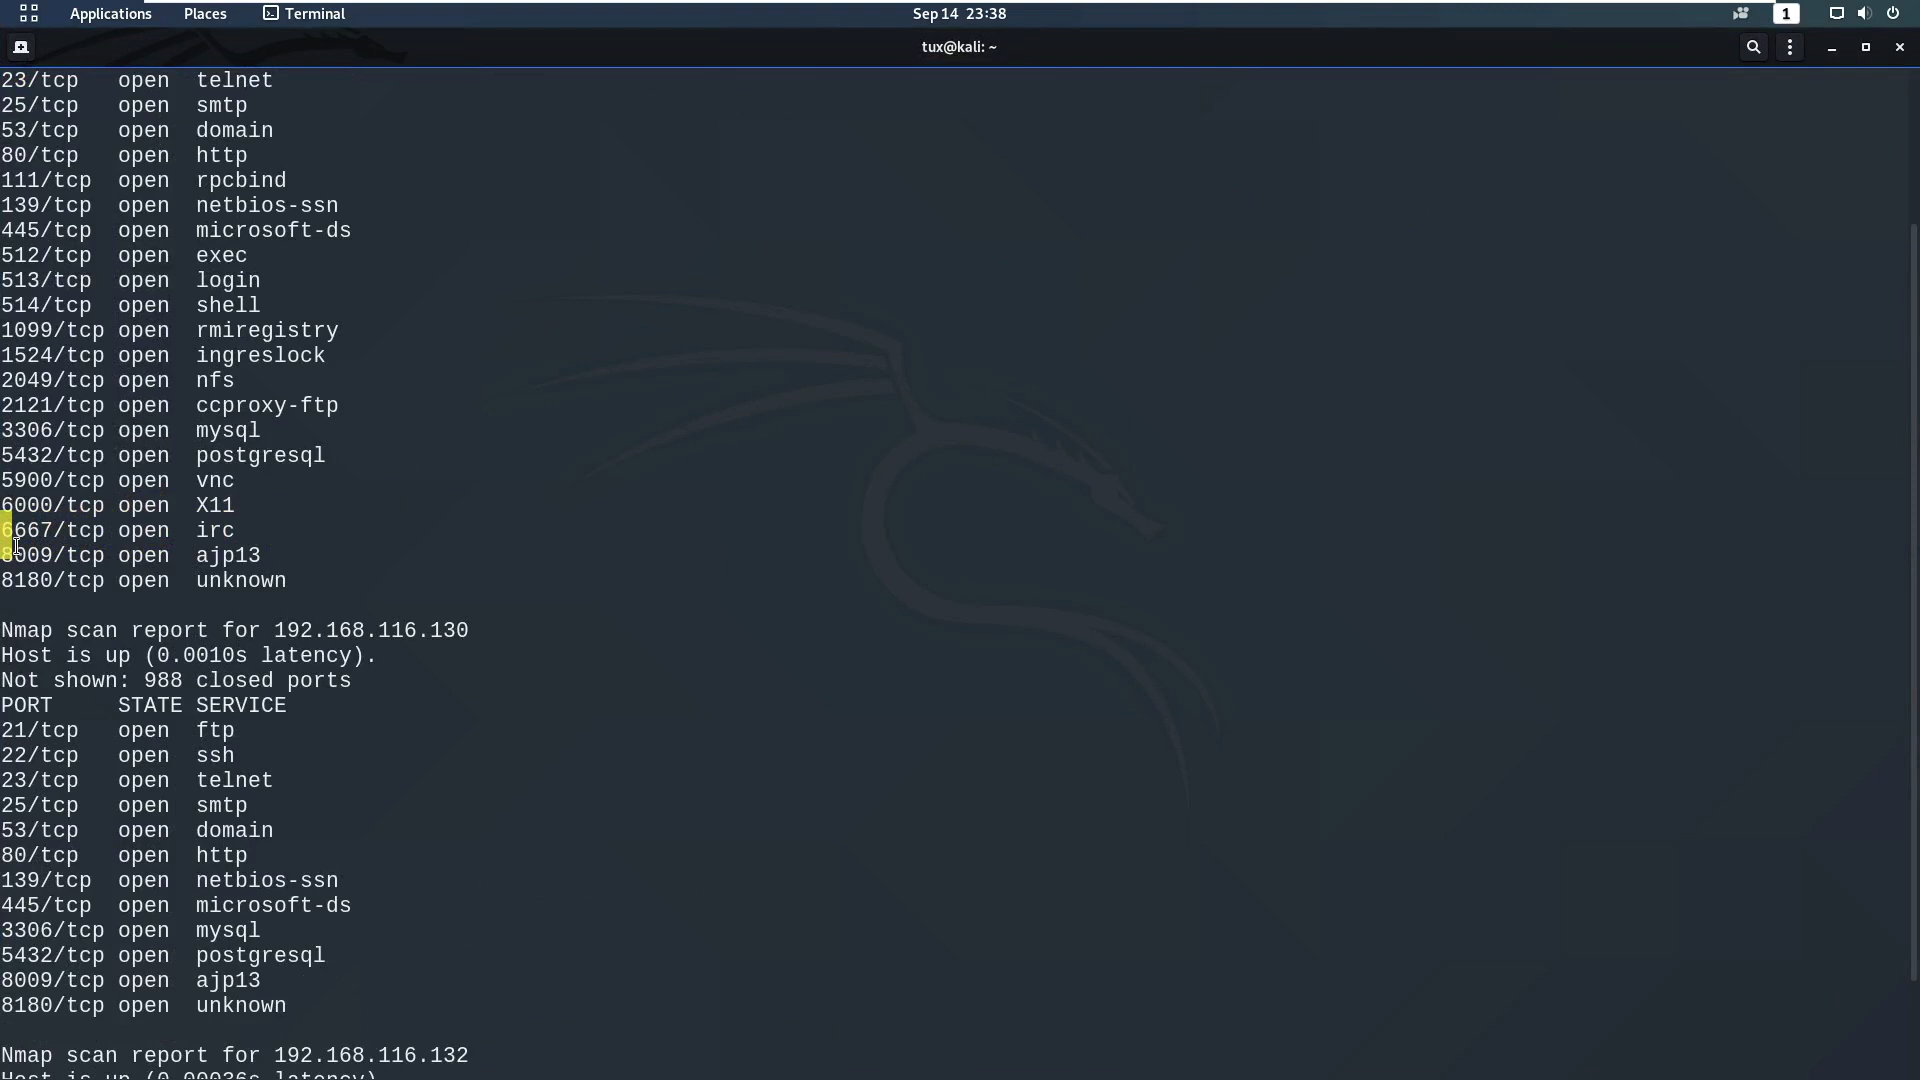 Applications Places Terminal Sep 14 23:38 1
tux@kali: ~
23/tcp open telnet
25/tcp open smtp
53/tcp open domain
80/tcp open http
111/tcp open rpcbind
139/tcp open netbios-ssn
445/tcp open microsoft-ds
512/tcp open exec
513/tcp open login
514/tcp open shell
1099/tcp open rmiregistry
1524/tcp open ingreslock
2049/tcp open nfs
2121/tcp open ccproxy-ftp
3306/tcp open mysql
5432/tcp open postgresql
5900/tcp open vnc
6000/tcp open X11
6667/tcp open irc
8009/tcp open ajp13
8180/tcp open unknown
Nmap scan report for 192.168.116.130
Host is up (0.0010s latency).
Not shown: 988 closed ports
PORT STATE SERVICE
21/tcp open ftp
22/tcp open ssh
23/tcp open telnet
25/tcp open smtp
53/tcp open domain
80/tcp open http
139/tcp open netbios-ssn
445/tcp open microsoft-ds
3306/tcp open mysql
5432/tcp open postgresql
8009/tcp open ajp13
8180/tcp open unknown
Nmap scan report for 192.168.116.132
Host is up (0.00036s latency)